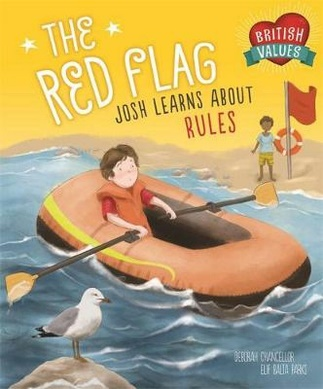 THE
RED FLAG
JOSH LEARNS ABOUT
RULES
BRITISH
VALUES
DEBORAH CHANCELLOR
ELIF BALTA PARKS